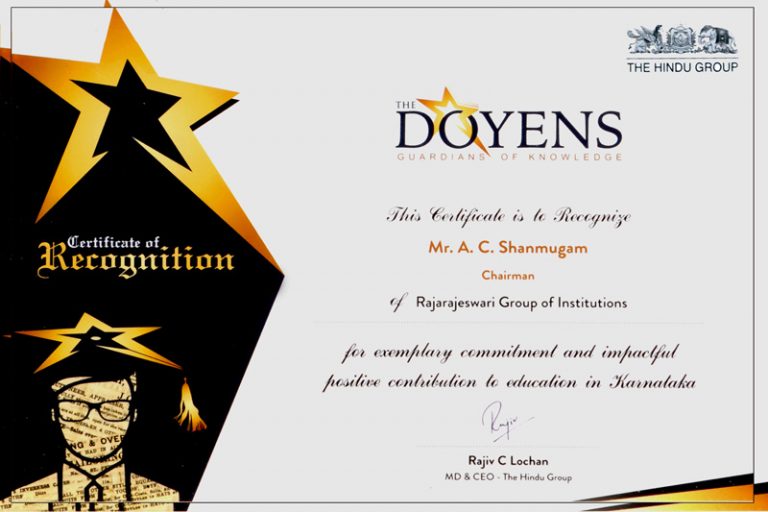 THE HINDU GROUP
THE
DOYENS
GUARDIANS OF KNOWLEDGE
This Certificate is to Recognize
Mr. A. C. Shanmugam
Chairman
of Rajarajeswari Group of Institutions
for exemplary commitment and impactful
positive contribution to education in Karnataka
Rajiv
Rajiv C Lochan
MD & CEO - The Hindu Group
Certificate of
Recognition